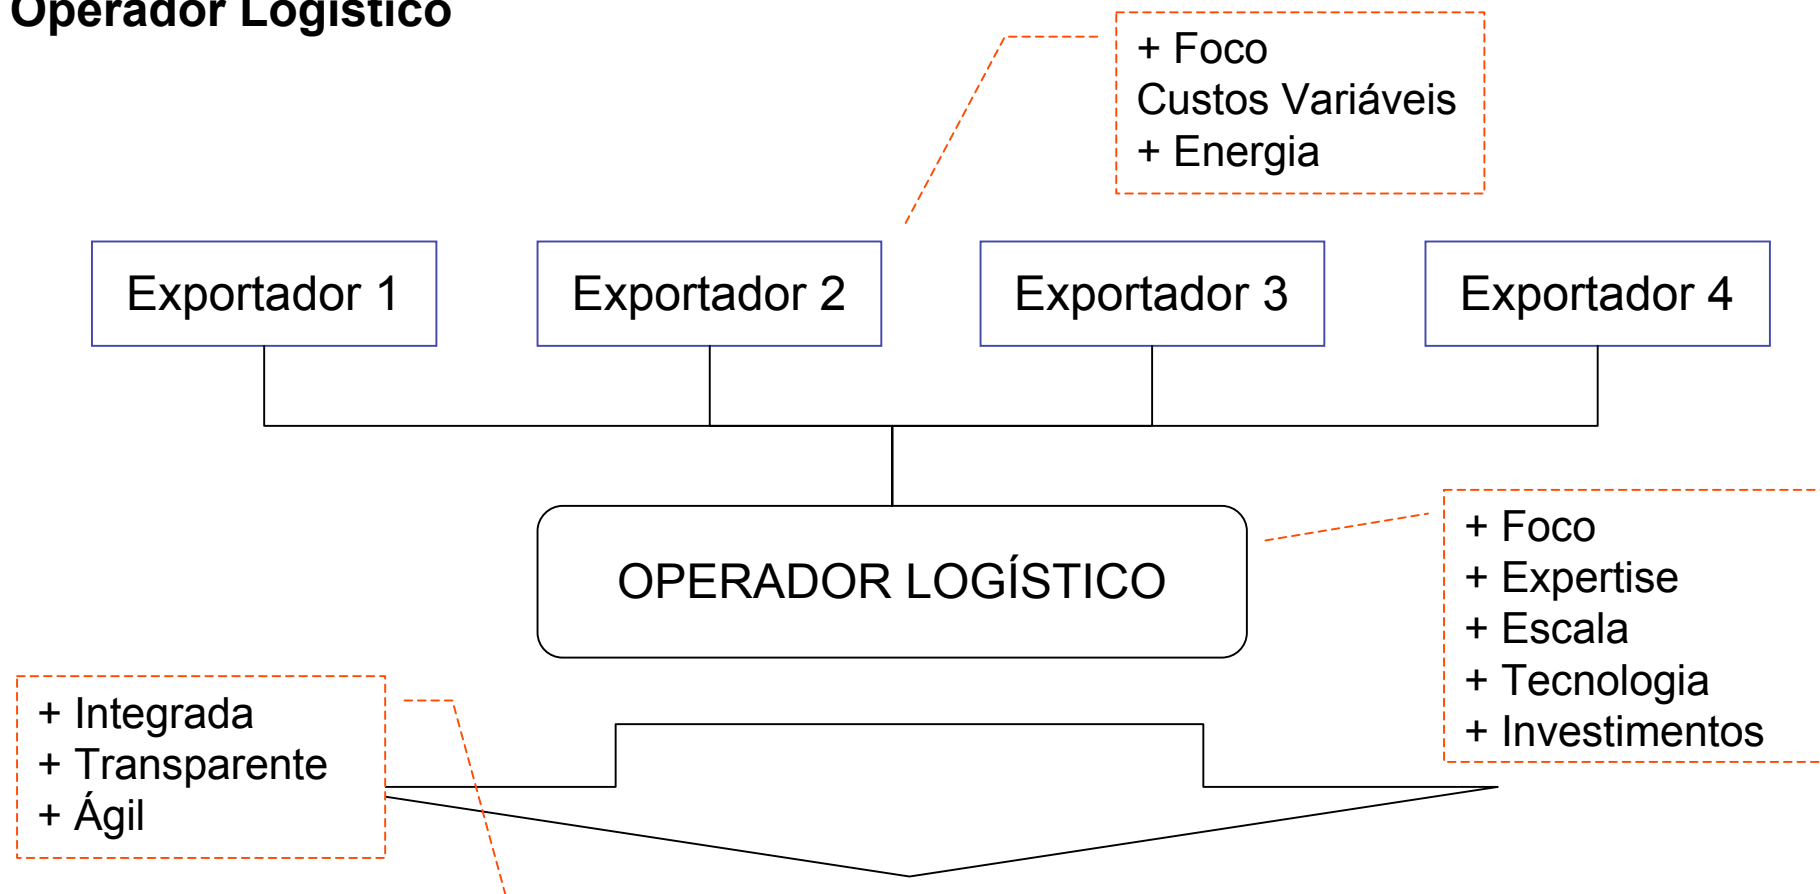 Operador Logístico
+ Foco
Custos Variáveis
+ Energia
Exportador 1
Exportador 2
Exportador 3
Exportador 4
OPERADOR LOGÍSTICO
+ Foco
+ Expertise
+ Escala
+ Tecnologia
+ Investimentos
+ Integrada
+ Transparente
+ Ágil